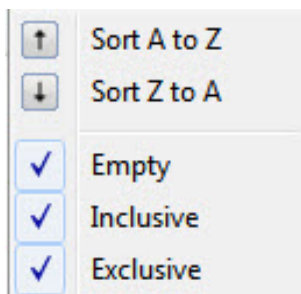 Sort A to Z
Sort Z to A
Empty
Inclusive
Exclusive